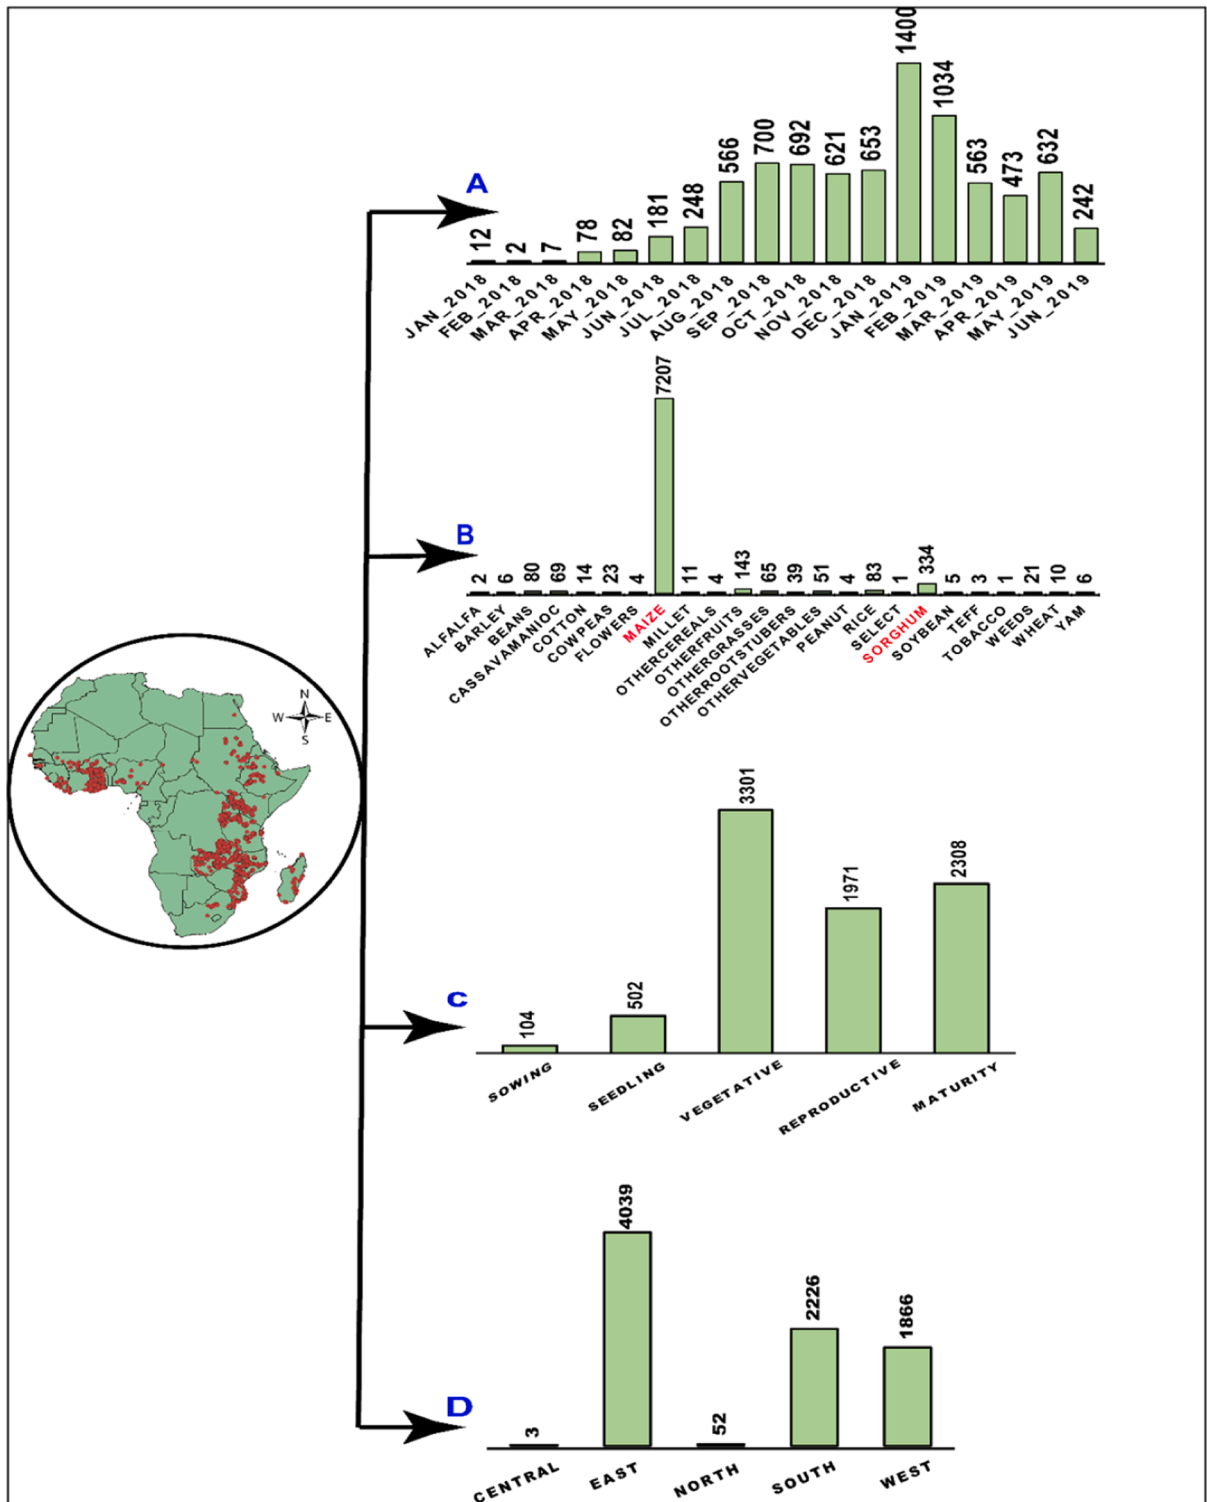 A
12 2 7 78 82 181 248 566 700 692 621 653 1400 1034 563 473 632 242
JAN_2018 FEB_2018 MAR_2018 APR_2018 MAY_2018 JUN_2018 JUL_2018 AUG_2018 SEP_2018 OCT_2018 NOV_2018 DEC_2018 JAN_2019 FEB_2019 MAR_2019 APR_2019 MAY_2019 JUN_2019
B
2 6 80 69 14 23 4 7207 11 4 143 65 39 51 4 83 1 334 5 3 1 21 10 6
ALFALFA BARLEY BEANS CASSAVAMANIOC COTTON COWPEAS FLOWERS MAIZE MILLET OTHERCEREALS OTHERFRUITS OTHERGRASSES OTHERROOTSTUBERS OTHERVEGETABLES PEANUT RICE SELECT SORGHUM SOYBEAN TEFF TOBACCO WEEDS WHEAT YAM
N
W E
S
C
104 502 3301 1971 2308
SOWING SEEDLING VEGETATIVE REPRODUCTIVE MATURITY
D
3 4039 52 2226 1866
CENTRAL EAST NORTH SOUTH WEST